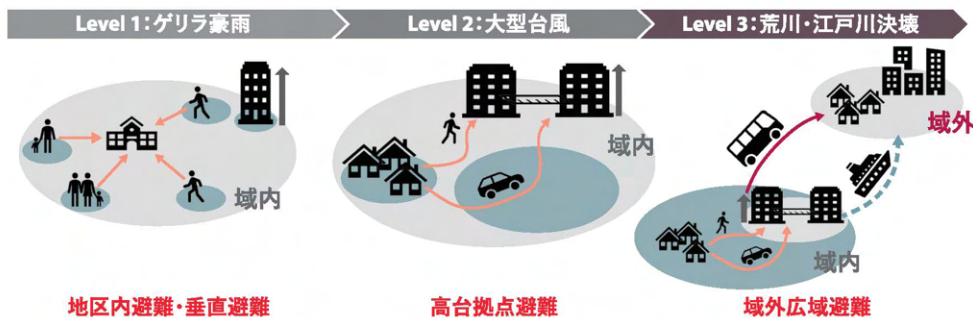 Level 1：ゲリラ豪雨
Level 2：大型台風
Level 3：荒川・江戸川決壊
域内
域内
域外
域内
地区内避難・垂直避難
高台拠点避難
域外広域避難